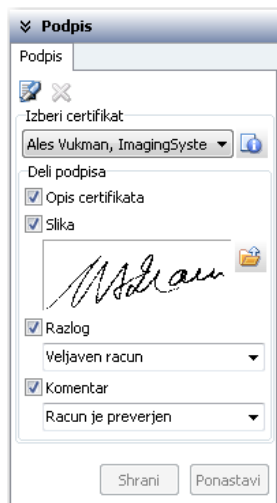 Podpis
Podpis
Izberi certifikat
Ales Vukman, ImagingSyste
Deli podpisa
Opis certifikata
Slika
Razlog
Veljaven racun
Komentar
Racun je preverjen
Shrani Ponastavi